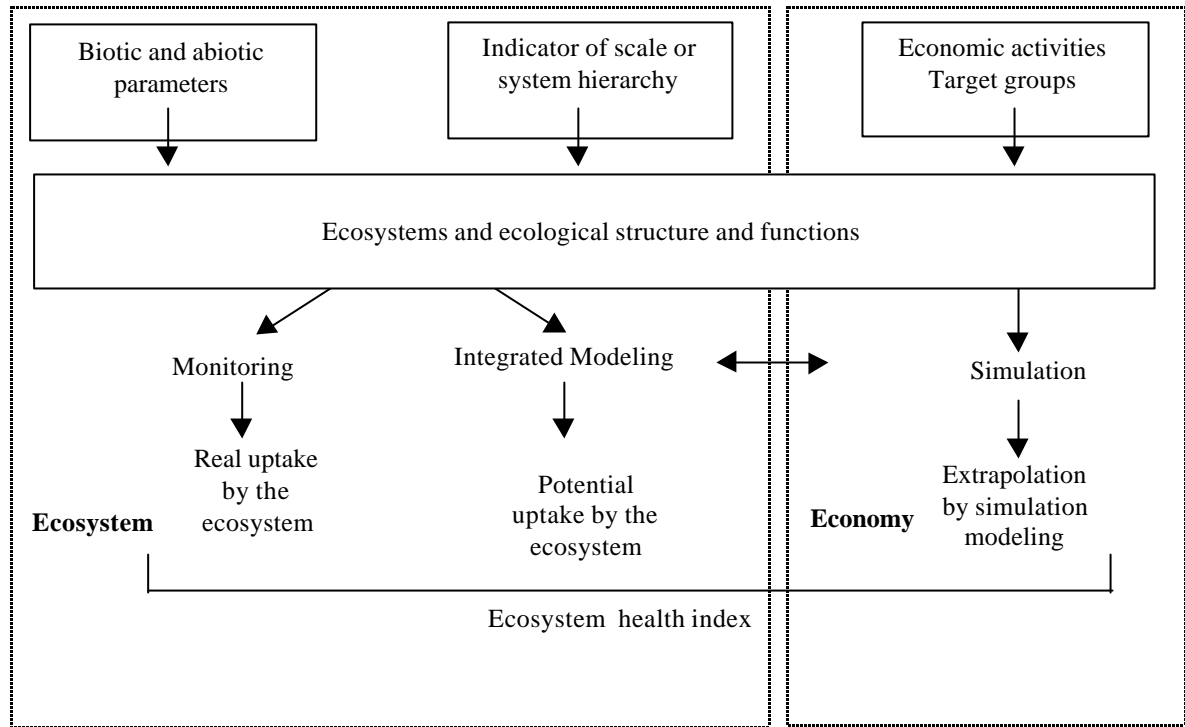 Biotic and abiotic
parameters
Indicator of scale or
system hierarchy
Economic activities
Target groups
Ecosystems and ecological structure and functions
Monitoring
Integrated Modeling
Simulation
Real uptake
by the
ecosystem
Potential
uptake by the
ecosystem
Extrapolation
by simulation
modeling
Ecosystem
Economy
Ecosystem health index